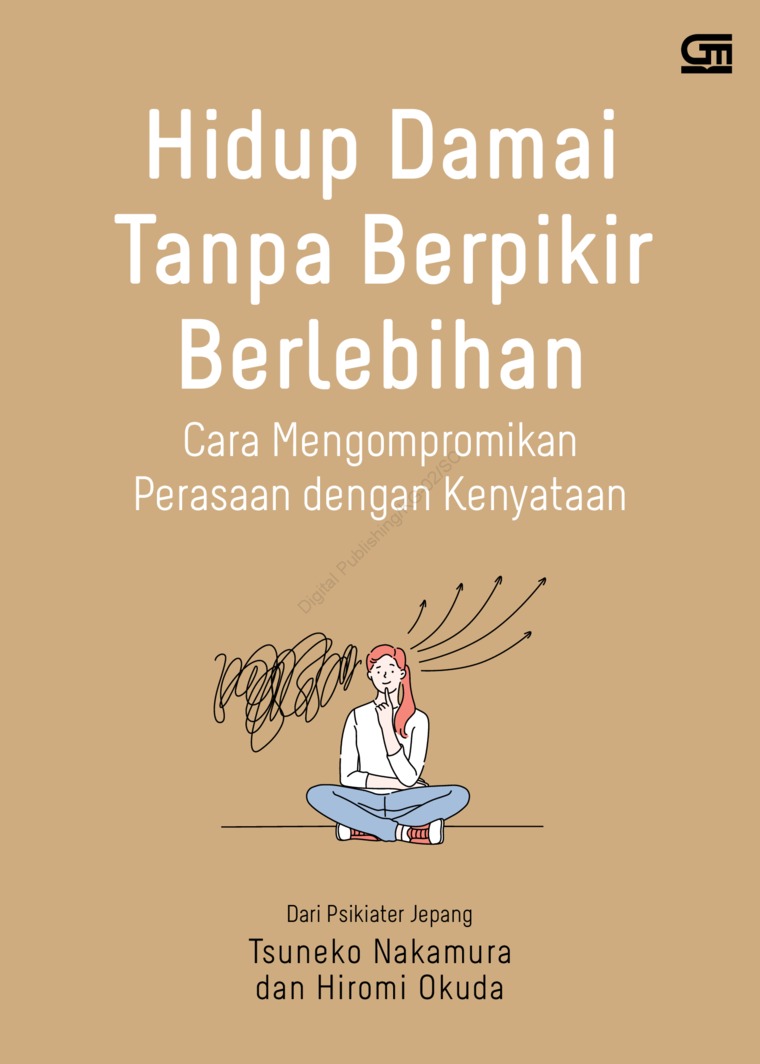 GM
Hidup Damai
Tanpa Berpikir
Berlebihan
Cara Mengompromikan
Perasaan dengan Kenyataan
Dari Psikiater Jepang
Tsuneko Nakamura
dan Hiromi Okuda